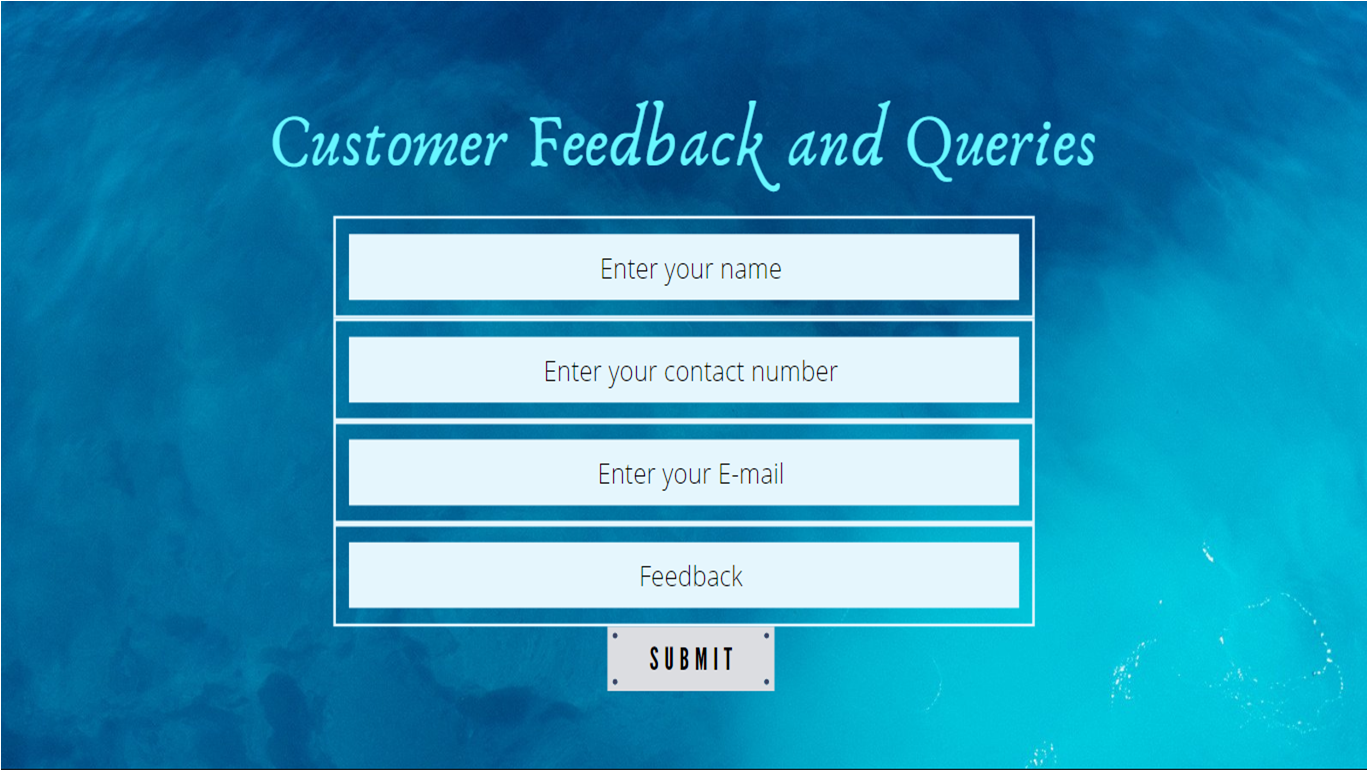 Customer Feedback and Queries
Enter your name
Enter your contact number
Enter your E-mail
Feedback
SUBMIT